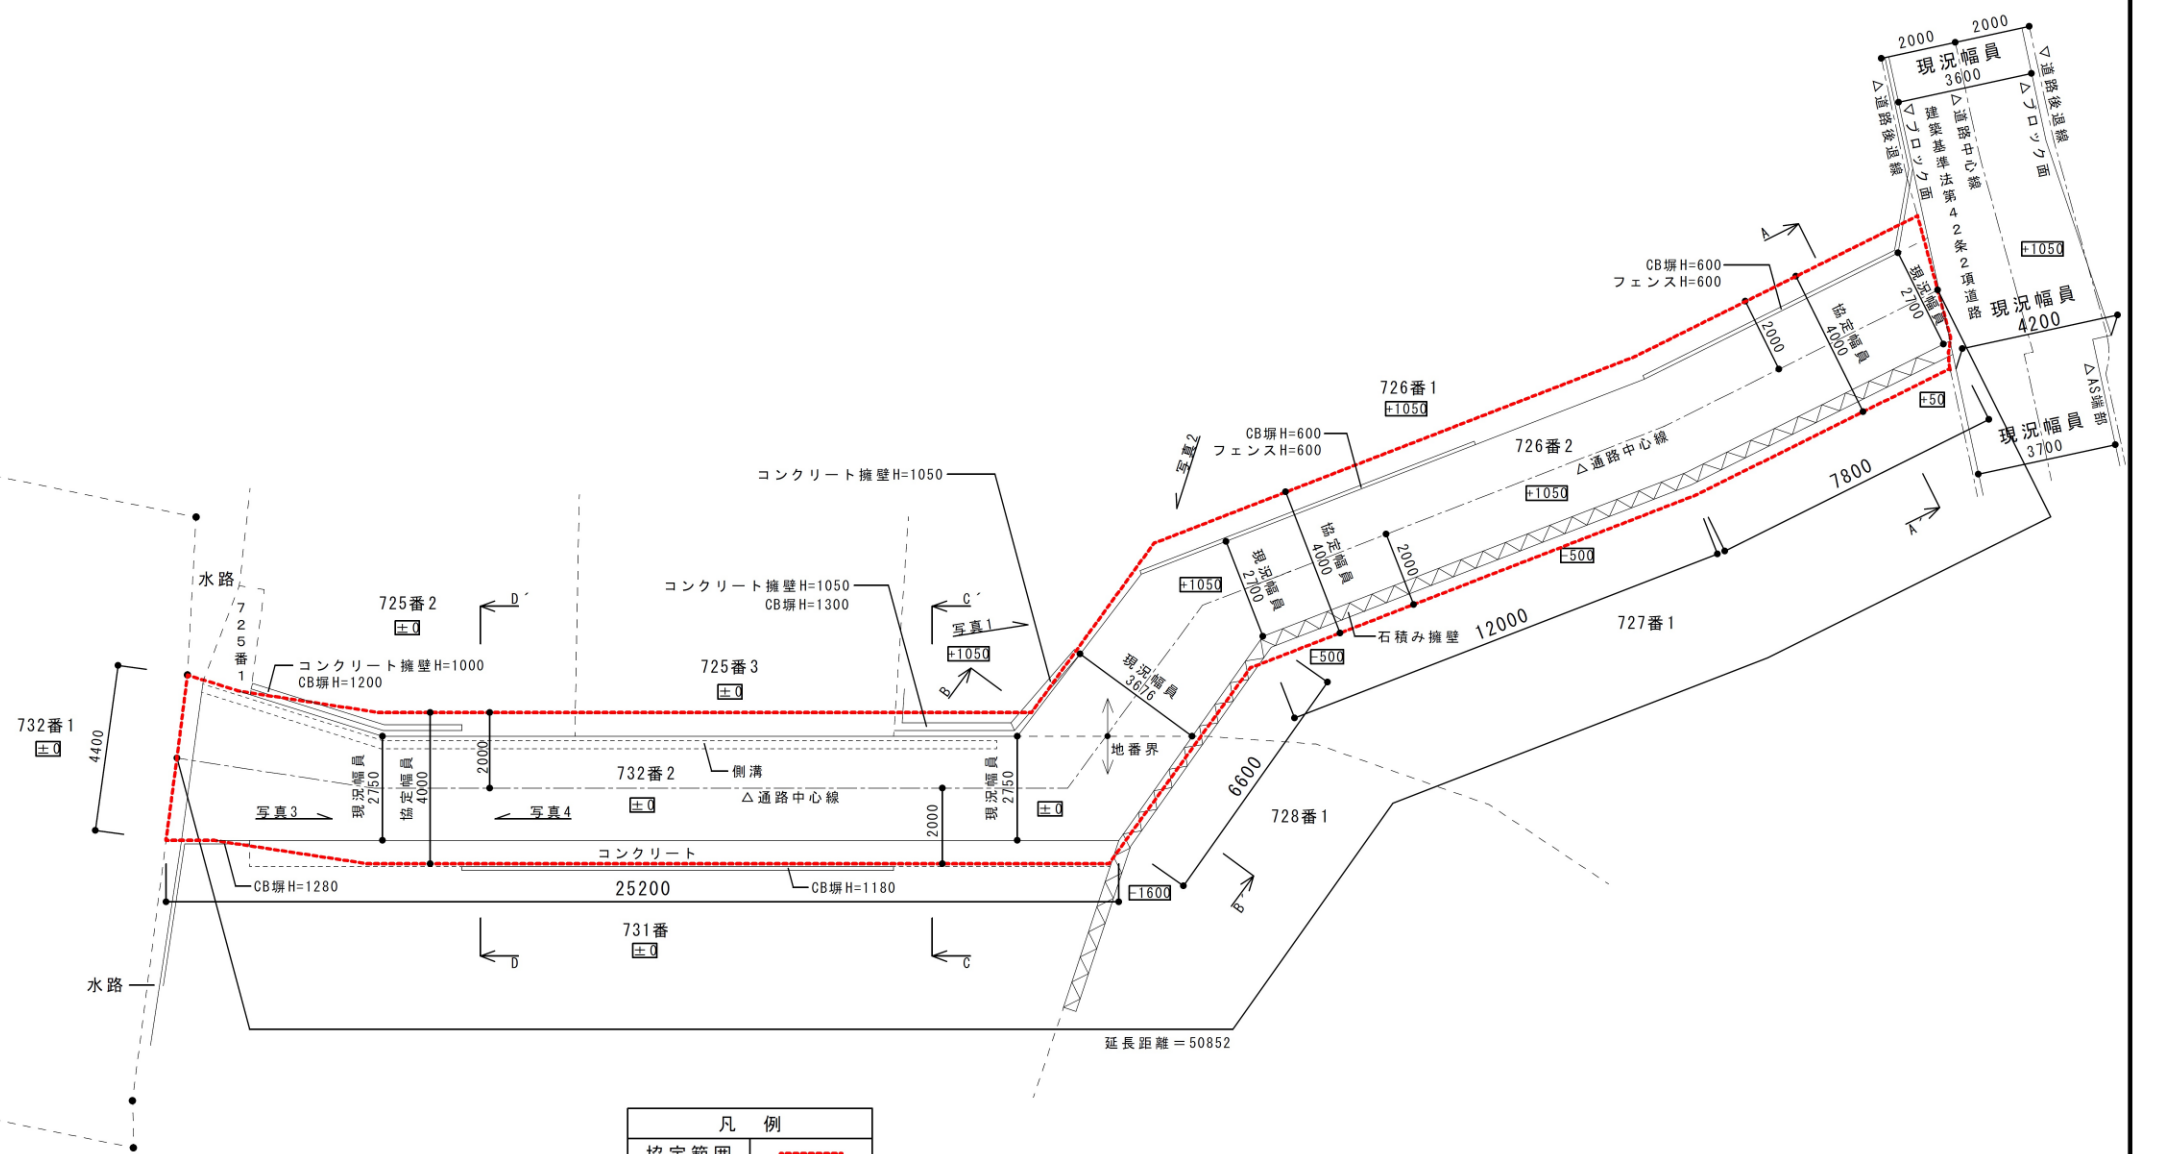 2000
2000
現況幅員
3600
△道路後退線
▽ブロック面
建築基準法第42条2項道路
△道路中心線
△ブロック面
▽道路後退線
+1050
現況幅員
4200
△AS端部
現況幅員
3700
A
CB塀H=600
フェンスH=600
2000
協定幅員
4000
現況幅員
2700
+50
7800
A´
726番1
+1050
726番2
△通路中心線
+1050
CB塀H=600
フェンスH=600
写真2
協定幅員
4000
現況幅員
2700
2000
-500
石積み擁壁
12000
727番1
-500
+1050
コンクリート擁壁H=1050
コンクリート擁壁H=1050
CB塀H=1300
水路
725番1
725番2
±0
D´
C´
写真1
+1050
B
725番3
±0
コンクリート擁壁H=1000
CB塀H=1200
732番1
±0
4400
現況幅員
3676
地番界
6600
728番1
現況幅員
2750
協定幅員
4000
2000
732番2
±0
側溝
△通路中心線
写真3
写真4
2000
現況幅員
2750
±0
コンクリート
CB塀H=1280
25200
CB塀H=1180
-1600
B´
731番
±0
D
C
水路
延長距離=50852
凡例
協定範囲